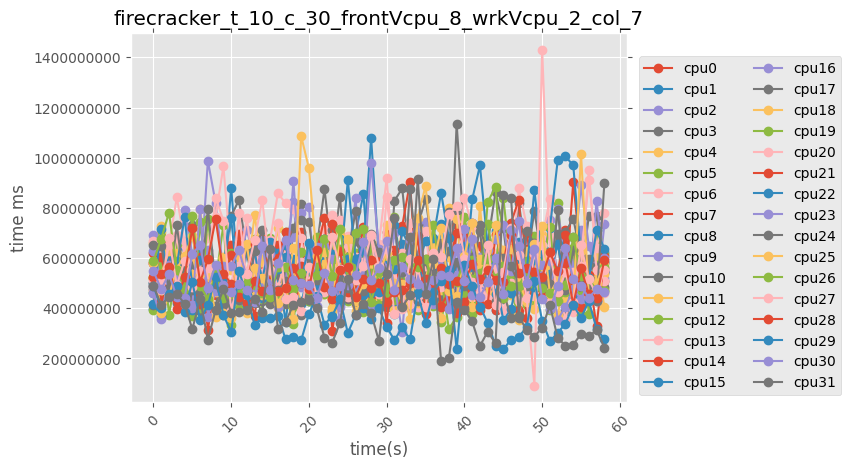 firecracker_t_10_c_30_frontVcpu_8_wrkVcpu_2_col_7
time ms
1400000000
1200000000
1000000000
800000000
600000000
400000000
200000000
0
10
20
30
40
50
60
time(s)
cpu0
cpu1
cpu2
cpu3
cpu4
cpu5
cpu6
cpu7
cpu8
cpu9
cpu10
cpu11
cpu12
cpu13
cpu14
cpu15
cpu16
cpu17
cpu18
cpu19
cpu20
cpu21
cpu22
cpu23
cpu24
cpu25
cpu26
cpu27
cpu28
cpu29
cpu30
cpu31